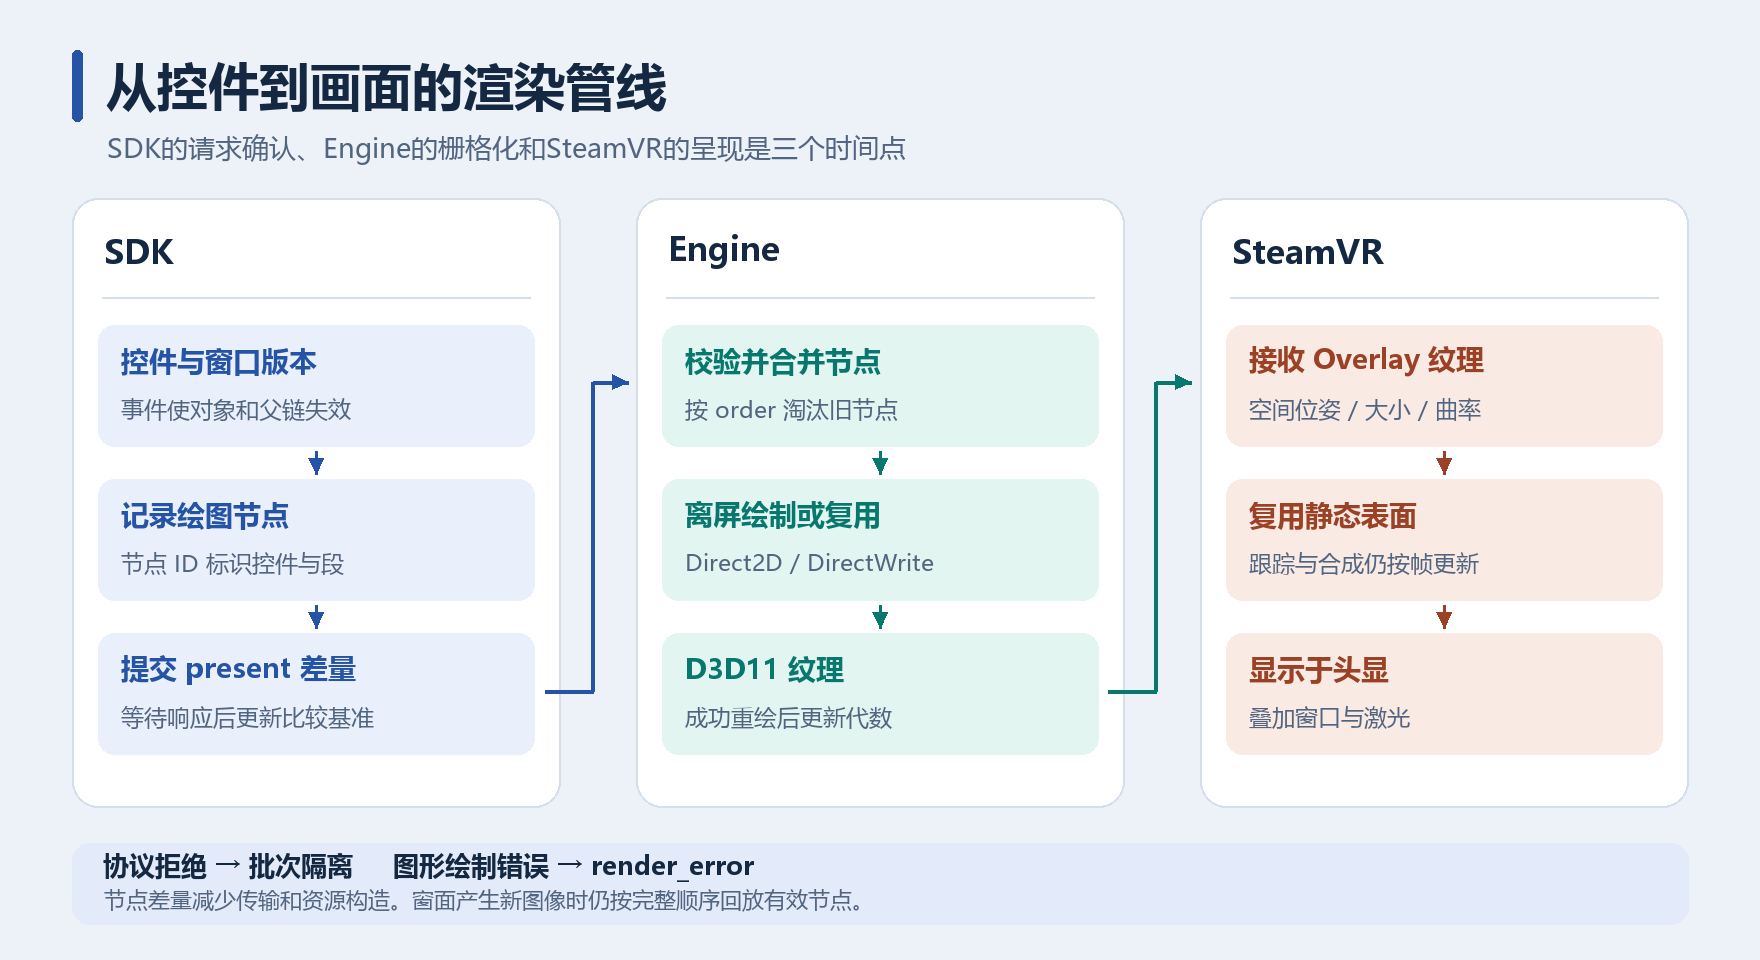 从控件到画面的渲染管线
SDK的请求确认、Engine的栅格化和SteamVR的呈现是三个时间点
SDK
控件与窗口版本
事件使对象和父链失效
记录绘图节点
节点 ID 标识控件与段
提交 present 差量
等待响应后更新比较基准
Engine
校验并合并节点
按 order 淘汰旧节点
离屏绘制或复用
Direct2D / DirectWrite
D3D11 纹理
成功重绘后更新代数
SteamVR
接收 Overlay 纹理
空间位姿 / 大小 / 曲率
复用静态表面
跟踪与合成仍按帧更新
显示于头显
叠加窗口与激光
协议拒绝 → 批次隔离 图形绘制错误 → render_error
节点差量减少传输和资源构造。窗面产生新图像时仍按完整顺序回放有效节点。